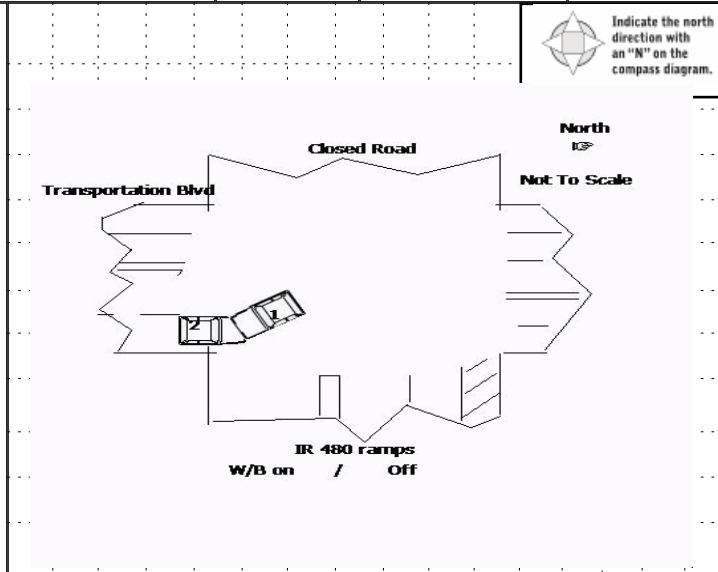 Indicate the north
direction with
an "N" on the
compass diagram.
North
Closed Road
Not To Scale
Transportation Blvd
2
1
IR 480 ramps
W/B on / Off